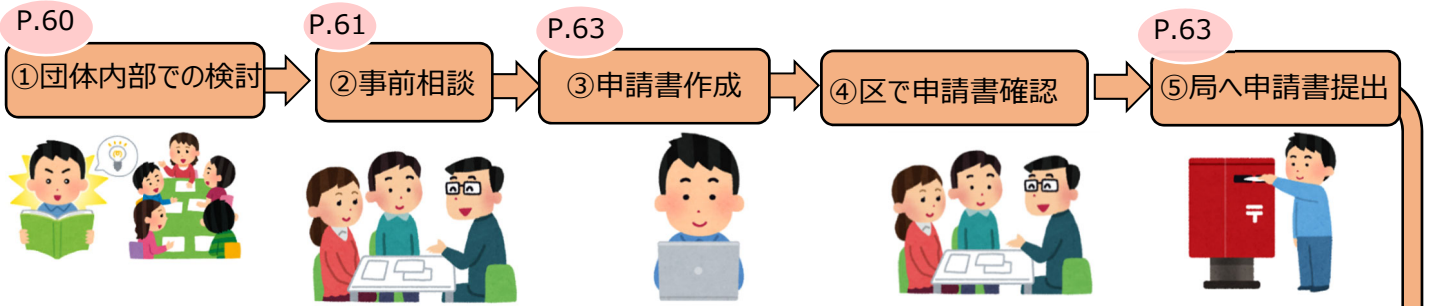 P.60
①団体内部での検討
P.61
②事前相談
P.63
③申請書作成
④区で申請書確認
P.63
⑤局へ申請書提出
〒